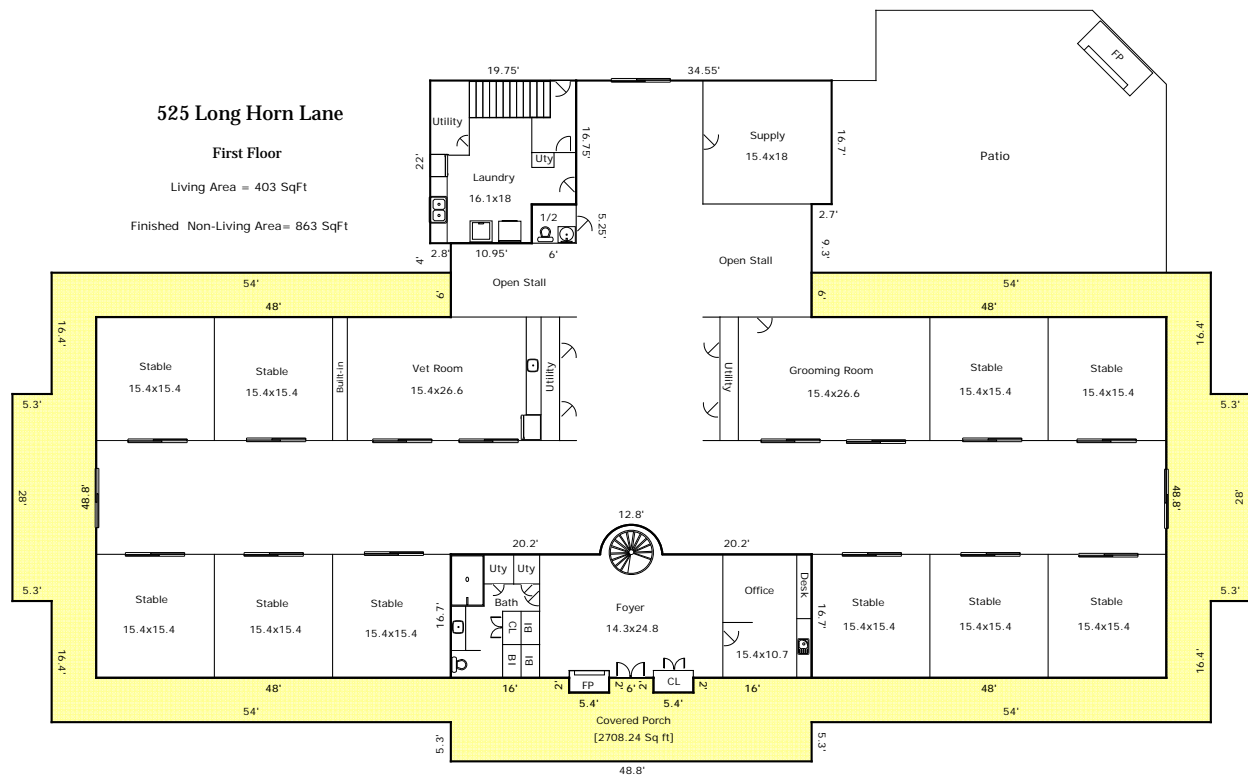 19.75'
34.55'
FP
525 Long Horn Lane
First Floor
Living Area = 403 SqFt
Finished Non-Living Area= 863 SqFt
Utility
22'
Uty
Laundry
16.1x18
16.75'
1/2
5.25'
Supply
15.4x18
16.7'
Patio
2.7'
9.3'
2.8'
10.95'
6'
4'
Open Stall
Open Stall
54'
6'
48'
6'
54'
48'
19.4'
16.4'
Stable
15.4x15.4
Stable
15.4x15.4
Built-in
Vet Room
15.4x26.6
Utility
Utility
Grooming Room
15.4x26.6
Stable
15.4x15.4
Stable
15.4x15.4
5.3'
5.3'
28'
48.8'
48.8'
28'
12.8'
20.2'
20.2'
5.3'
5.3'
Stable
15.4x15.4
Stable
15.4x15.4
Stable
15.4x15.4
16.7'
Uty
Uty
Bath
CL
BI
BI
BI
Foyer
14.3x24.8
Office
15.4x10.7
Desk
16.7'
Stable
15.4x15.4
Stable
15.4x15.4
Stable
15.4x15.4
16.4'
16.4'
48'
16'
2'
FP
2'
6'
2'
CL
2'
16'
48'
5.4'
5.4'
54'
54'
Covered Porch
[2708.24 Sq ft]
5.3'
5.3'
48.8'